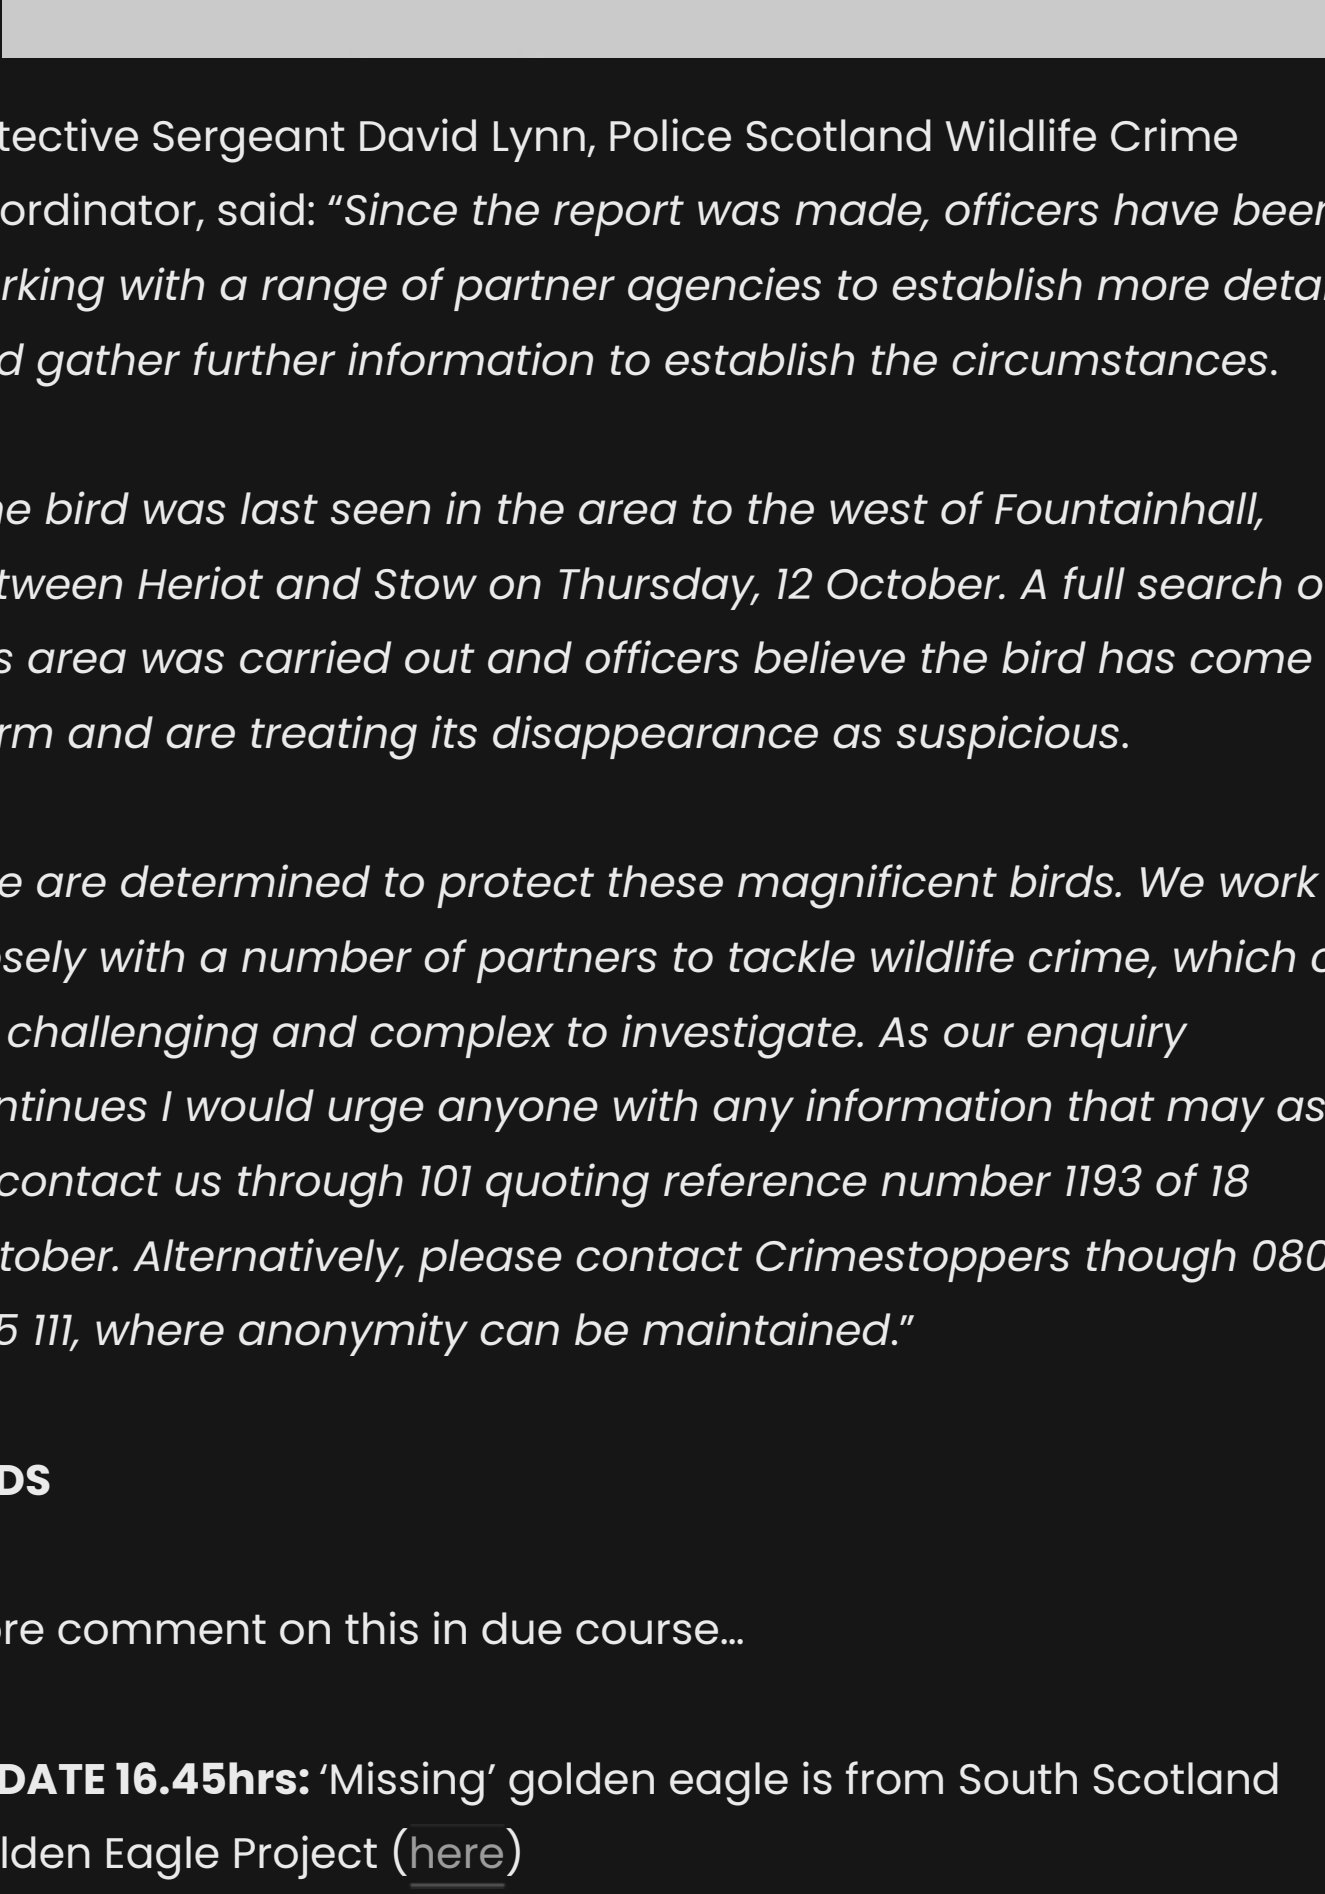 tective Sergeant David Lynn, Police Scotland Wildlife Crime
ordinator, said: “Since the report was made, officers have been
rking with a range of partner agencies to establish more detai
d gather further information to establish the circumstances.
e bird was last seen in the area to the west of Fountainhall,
tween Heriot and Stow on Thursday, 12 October. A full search o
s area was carried out and officers believe the bird has come
rm and are treating its disappearance as suspicious.
e are determined to protect these magnificent birds. We work
sely with a number of partners to tackle wildlife crime, which c
challenging and complex to investigate. As our enquiry
ntinues I would urge anyone with any information that may as
contact us through 101 quoting reference number 1193 of 18
tober. Alternatively, please contact Crimestoppers though 080
5 111, where anonymity can be maintained.”
DS
re comment on this in due course…
DATE 16.45hrs: ‘Missing’ golden eagle is from South Scotland
lden Eagle Project (here)